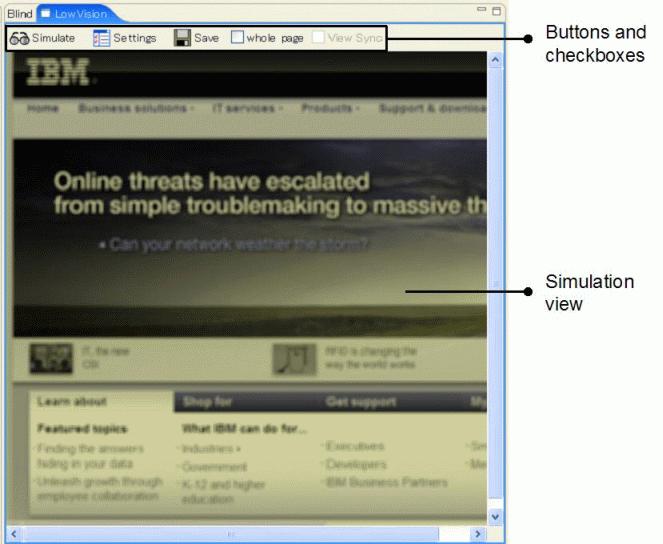 Blind LowVision
Simulate Settings Save whole page View Sync
Buttons and
checkboxes
IBM.
Home Business solutions IT services Products Support &
Online threats have escalated
from simple troublemaking to massive th
• Can your network weather the storm?
Simulation
view
IT, the new
CSI
RFID is changing the
way the world works
Learn about Shop for Get support My
Featured topics What IBM can do for...
Finding the answers
hiding in your data
Unleash growth through
employee collaboration
Industries
Government
K-12 and higher
education
Executives
Developers
IBM Business Partners